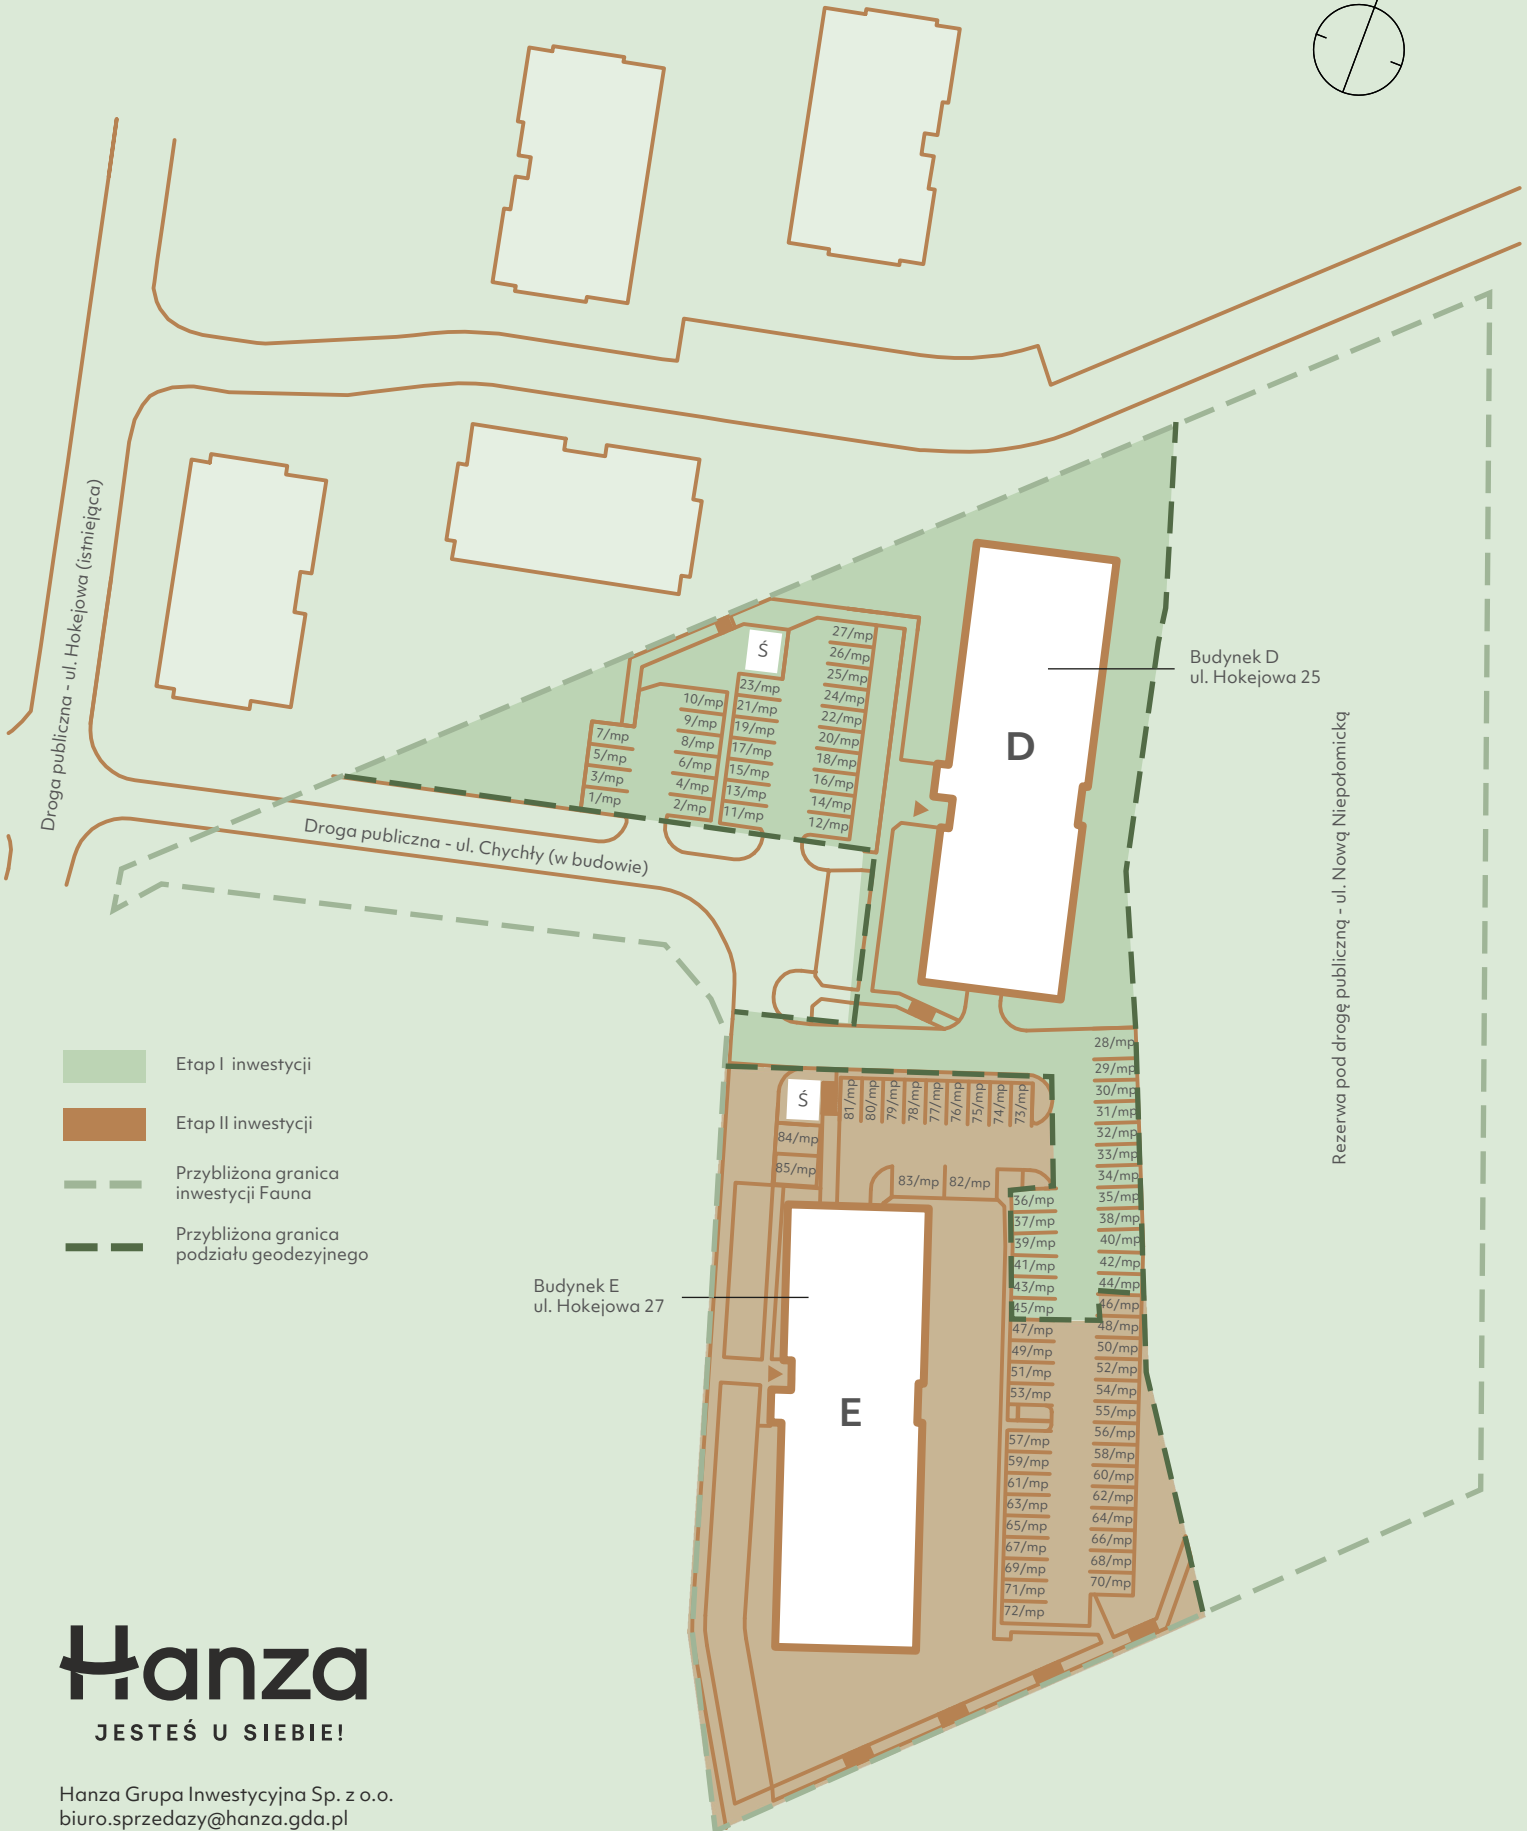 Droga publiczna - ul. Hokejowa (istniejąca)
Droga publiczna - ul. Chychły (w budowie)
Rezerwa pod drogę publiczną - ul. Nową Niepołomicką
Ś
27/mp
26/mp
25/mp
24/mp
22/mp
20/mp
18/mp
16/mp
14/mp
12/mp
23/mp
21/mp
19/mp
17/mp
15/mp
13/mp
11/mp
10/mp
9/mp
8/mp
6/mp
4/mp
2/mp
7/mp
5/mp
3/mp
1/mp
D
Budynek D
ul. Hokejowa 25
28/mp
29/mp
30/mp
31/mp
32/mp
33/mp
34/mp
35/mp
38/mp
40/mp
42/mp
44/mp
46/mp
48/mp
50/mp
52/mp
54/mp
55/mp
56/mp
58/mp
60/mp
62/mp
64/mp
66/mp
68/mp
70/mp
36/mp
37/mp
39/mp
41/mp
43/mp
45/mp
47/mp
49/mp
51/mp
53/mp
57/mp
59/mp
61/mp
63/mp
65/mp
67/mp
69/mp
71/mp
72/mp
Ś
81/mp
80/mp
79/mp
78/mp
77/mp
76/mp
75/mp
74/mp
73/mp
84/mp
85/mp
83/mp
82/mp
E
Budynek E
ul. Hokejowa 27
Etap I inwestycji
Etap II inwestycji
Przybliżona granica
inwestycji Fauna
Przybliżona granica
podziału geodezyjnego
Hanza
JESTEŚ U SIEBIE!
Hanza Grupa Inwestycyjna Sp. z o.o.
biuro.sprzedazy@hanza.gda.pl